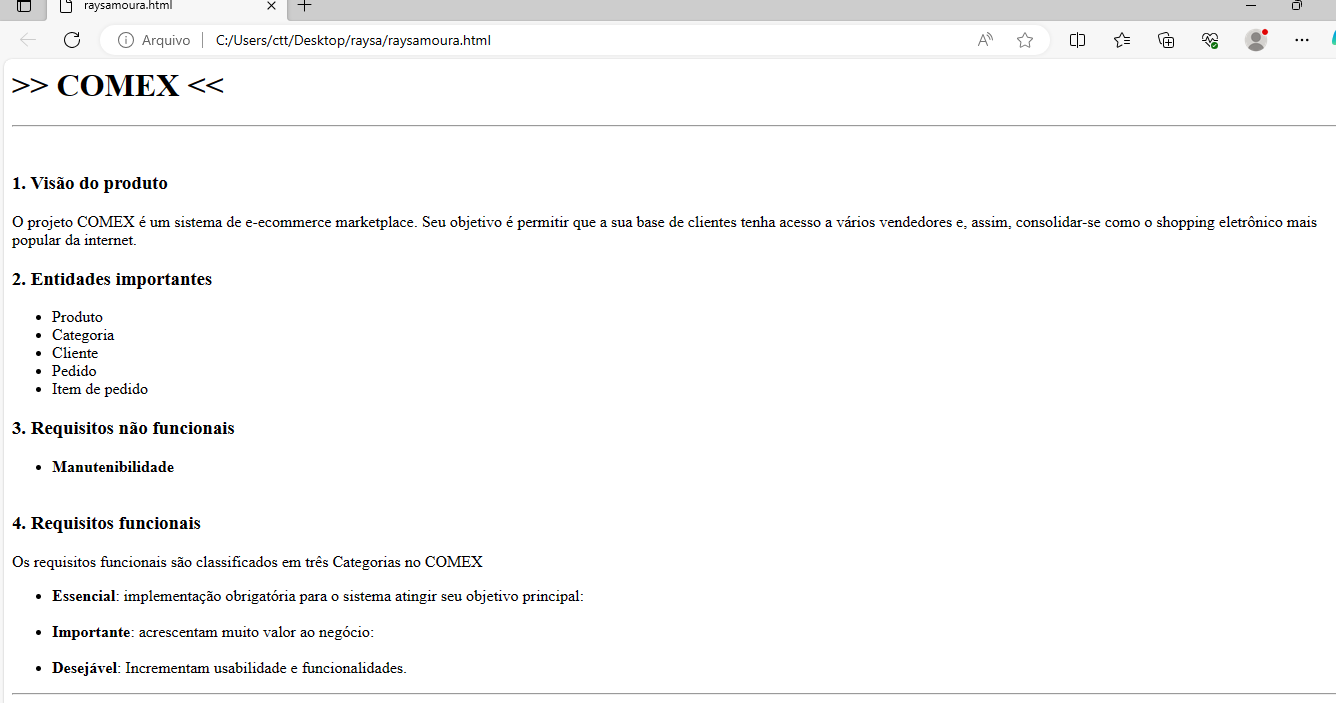 raysamoura.html
Arquivo
C:/Users/ctt/Desktop/raysa/raysamoura.html
>> COMEX <<
1. Visão do produto
O projeto COMEX é um sistema de e-ecommerce marketplace. Seu objetivo é permitir que a sua base de clientes tenha acesso a vários vendedores e, assim, consolidar-se como o shopping eletrônico mais
popular da internet.
2. Entidades importantes
• Produto
• Categoria
• Cliente
• Pedido
• Item de pedido
3. Requisitos não funcionais
• Manutenibilidade
4. Requisitos funcionais
Os requisitos funcionais são classificados em três Categorias no COMEX
• Essencial: implementação obrigatória para o sistema atingir seu objetivo principal:
• Importante: acrescentam muito valor ao negócio:
• Desejável: Incrementam usabilidade e funcionalidades.